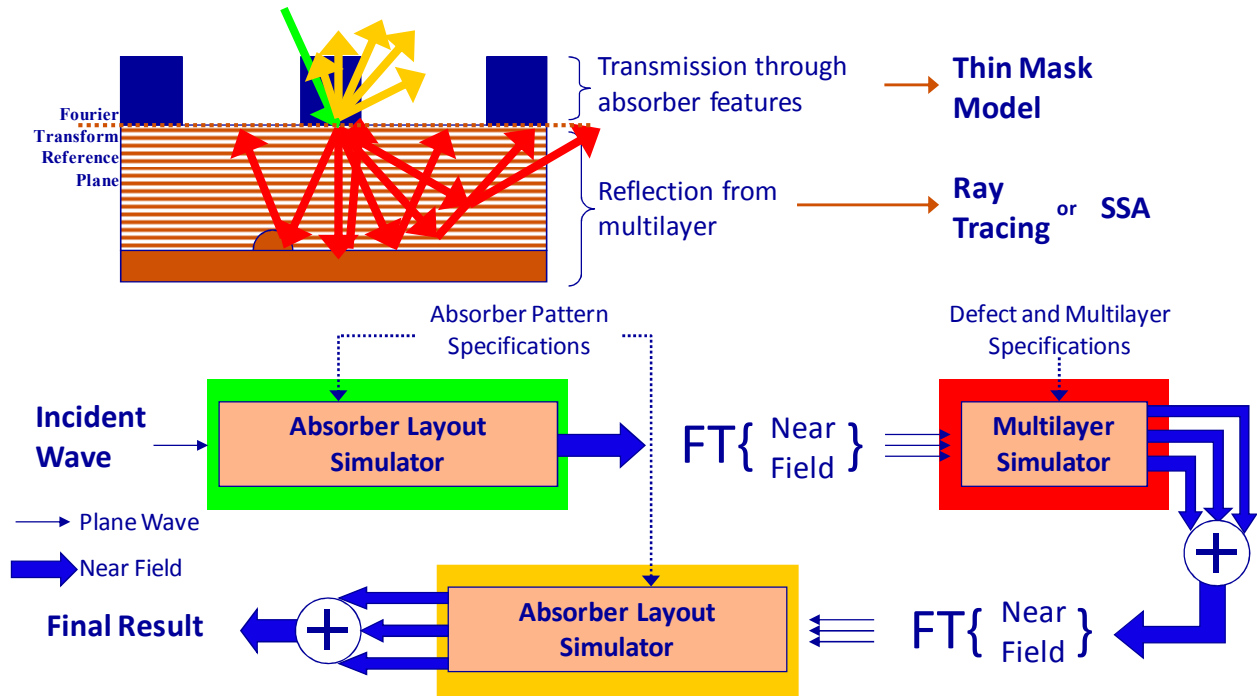 Fourier
Transform
Reference
Plane
Transmission through
absorber features
Thin Mask
Model
Reflection from
multilayer
Ray
Tracing or SSA
Absorber Pattern
Specifications
Defect and Multilayer
Specifications
Incident
Wave
Absorber Layout
Simulator
FT{ Near
Field }
Multilayer
Simulator
Plane Wave
Near Field
+
Final Result
+
Absorber Layout
Simulator
FT{ Near
Field }